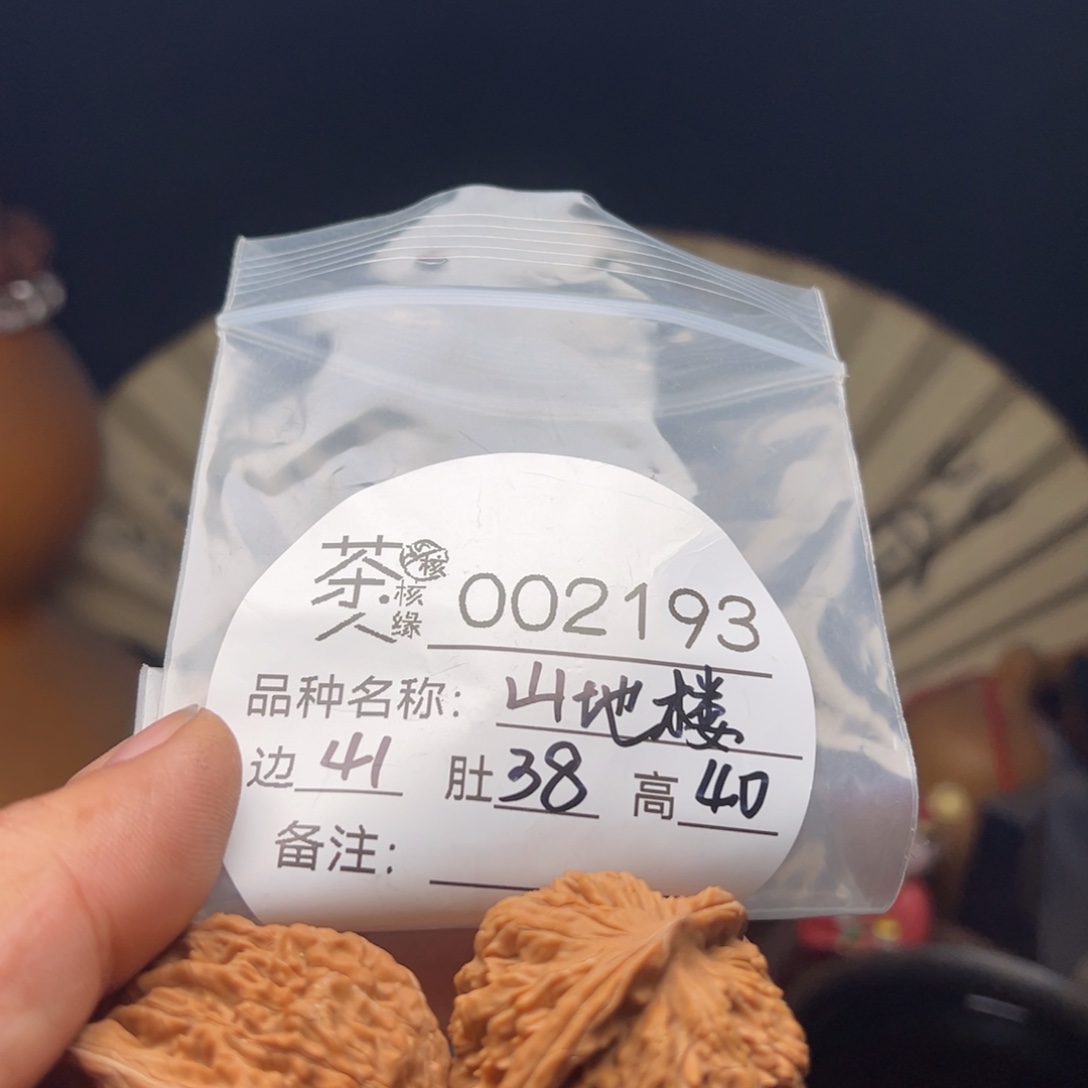 茶人 核缘 002193
品种名称：山地楼
边 41 肚 38 高 40
备注：